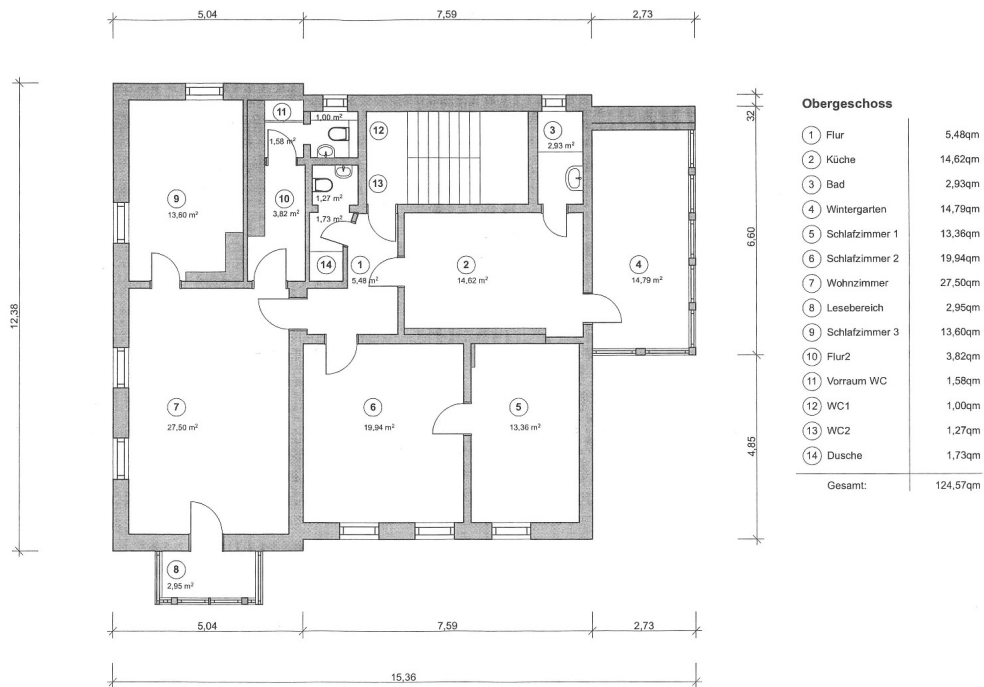 5,04 7,59 2,73
12,38
32
6,60
4,85
11
1,00 m²
1,58 m²
12
3
2,93 m²
9
13,60 m²
10
3,82 m²
1,27 m²
13
1,73 m²
14
1
5,48 m²
2
14,62 m²
4
14,79 m²
7
27,50 m²
6
19,94 m²
5
13,36 m²
8
2,95 m²
5,04 7,59 2,73
15,36
Obergeschoss
1 Flur 5,48qm
2 Küche 14,62qm
3 Bad 2,93qm
4 Wintergarten 14,79qm
5 Schlafzimmer 1 13,36qm
6 Schlafzimmer 2 19,94qm
7 Wohnzimmer 27,50qm
8 Lesebereich 2,95qm
9 Schlafzimmer 3 13,60qm
10 Flur2 3,82qm
11 Vorraum WC 1,58qm
12 WC1 1,00qm
13 WC2 1,27qm
14 Dusche 1,73qm
Gesamt: 124,57qm